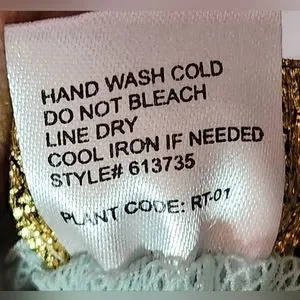 HAND WASH COLD
DO NOT BLEACH
LINE DRY
COOL IRON IF NEEDED
STYLE# 613735
PLANT CODE: RT-01